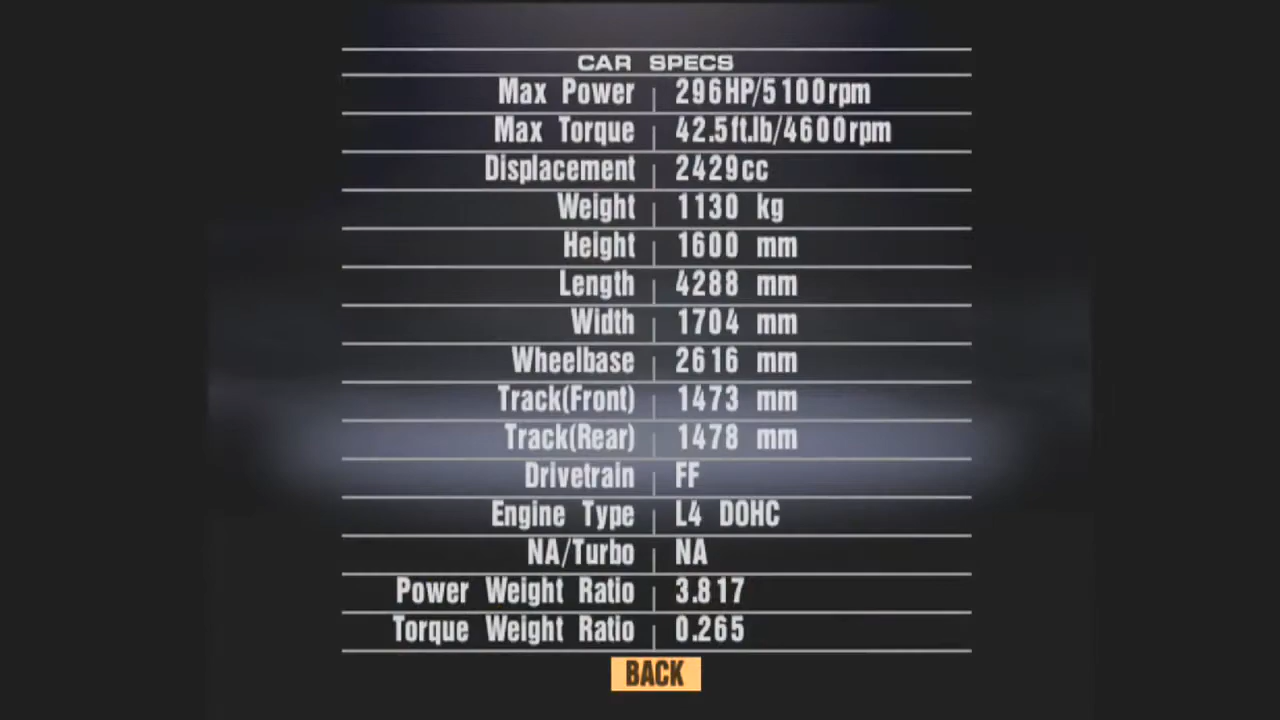 CAR SPECS
Max Power 296HP/5100rpm
Max Torque 42.5ft.lb/4600rpm
Displacement 2429cc
Weight 1130 kg
Height 1600 mm
Length 4288 mm
Width 1704 mm
Wheelbase 2616 mm
Track(Front) 1473 mm
Track(Rear) 1478 mm
Drivetrain FF
Engine Type L4 DOHC
NA/Turbo NA
Power Weight Ratio 3.817
Torque Weight Ratio 0.265
BACK